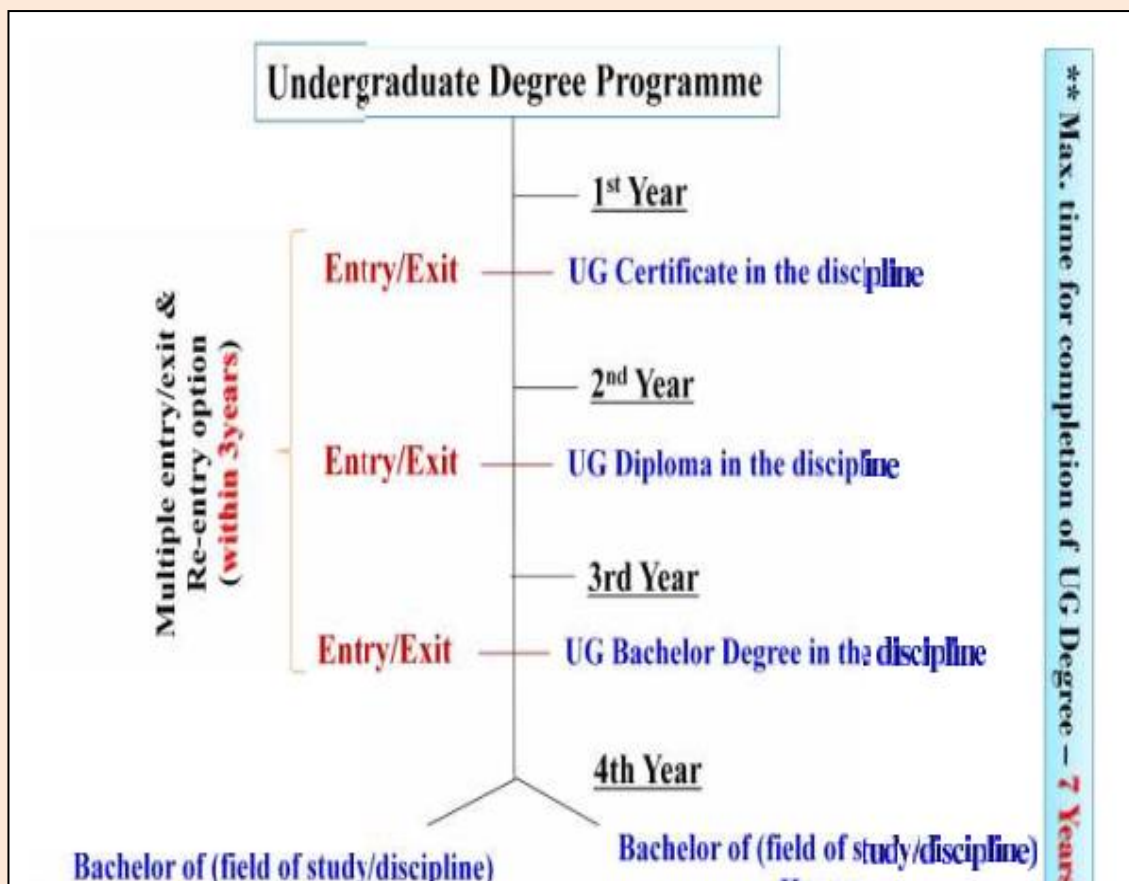 Undergraduate Degree Programme
1st Year
Entry/Exit
UG Certificate in the discipline
2nd Year
Entry/Exit
UG Diploma in the discipline
3rd Year
Entry/Exit
UG Bachelor Degree in the discipline
4th Year
Bachelor of (field of study/discipline)
Bachelor of (field of study/discipline)
Multiple entry/exit &
Re-entry option
(within 3years)
** Max. time for completion of UG Degree – 7 Years